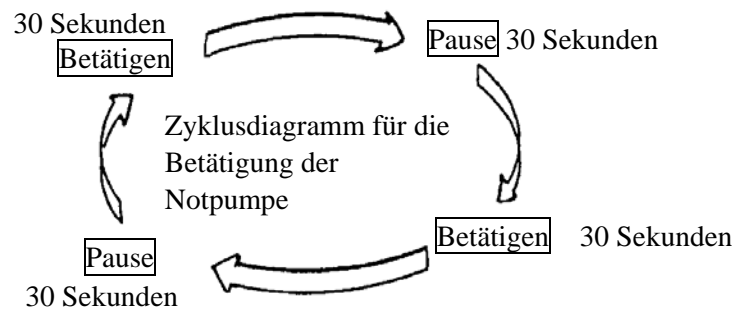 30 Sekunden
Betätigen
Pause 30 Sekunden
Zyklusdiagramm für die
Betätigung der
Notpumpe
Betätigen 30 Sekunden
Pause
30 Sekunden